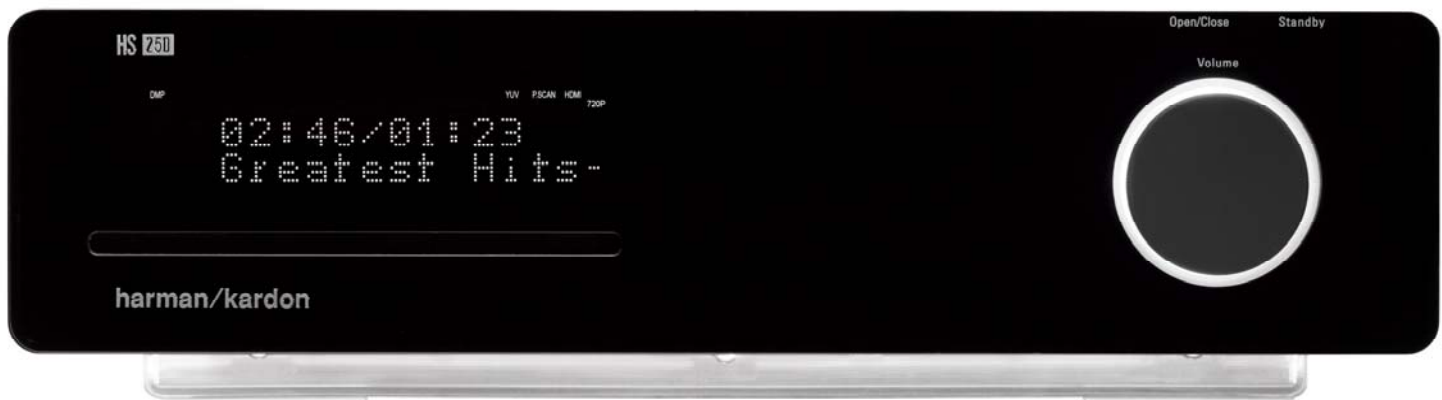 Open/Close Standby
HS 250
Volume
DMP YUV P.SCAN HDMI 720P
02:46/01:23
Greatest Hits-
harman/kardon